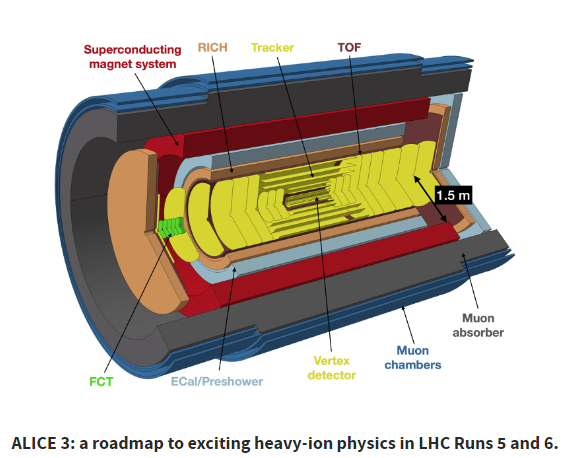 Superconducting
magnet system
RICH
Tracker
TOF
1.5 m
Muon
absorber
Muon
chambers
Vertex
detector
ECal/Preshower
FCT
ALICE 3: a roadmap to exciting heavy-ion physics in LHC Runs 5 and 6.